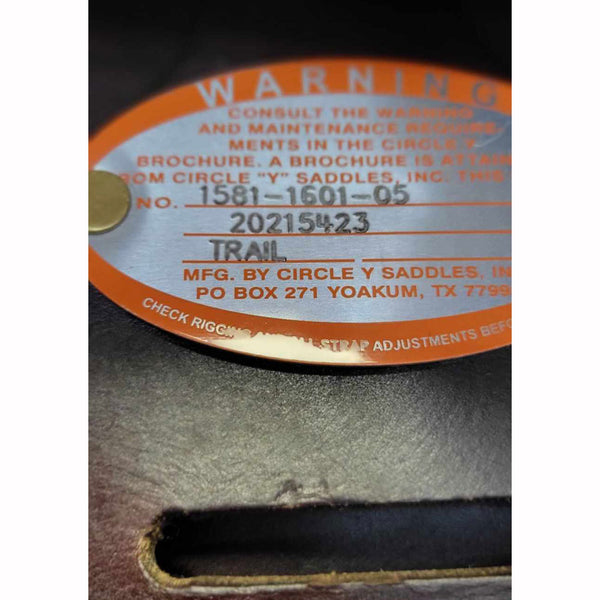 WARNING
CONSULT THE WARNING
AND MAINTENANCE REQUIRE-
MENTS IN THE CIRCLE Y
BROCHURE. A BROCHURE IS
CIRCLE "Y" SADDLES, INC. THIS
NO. 1581-1601-05
20215423
TRAIL
MFG. BY CIRCLE Y SADDLES, IN
PO BOX 271 YOAKUM, TX 7799
CHECK RIGGING STRAP ADJUSTMENTS BEFO